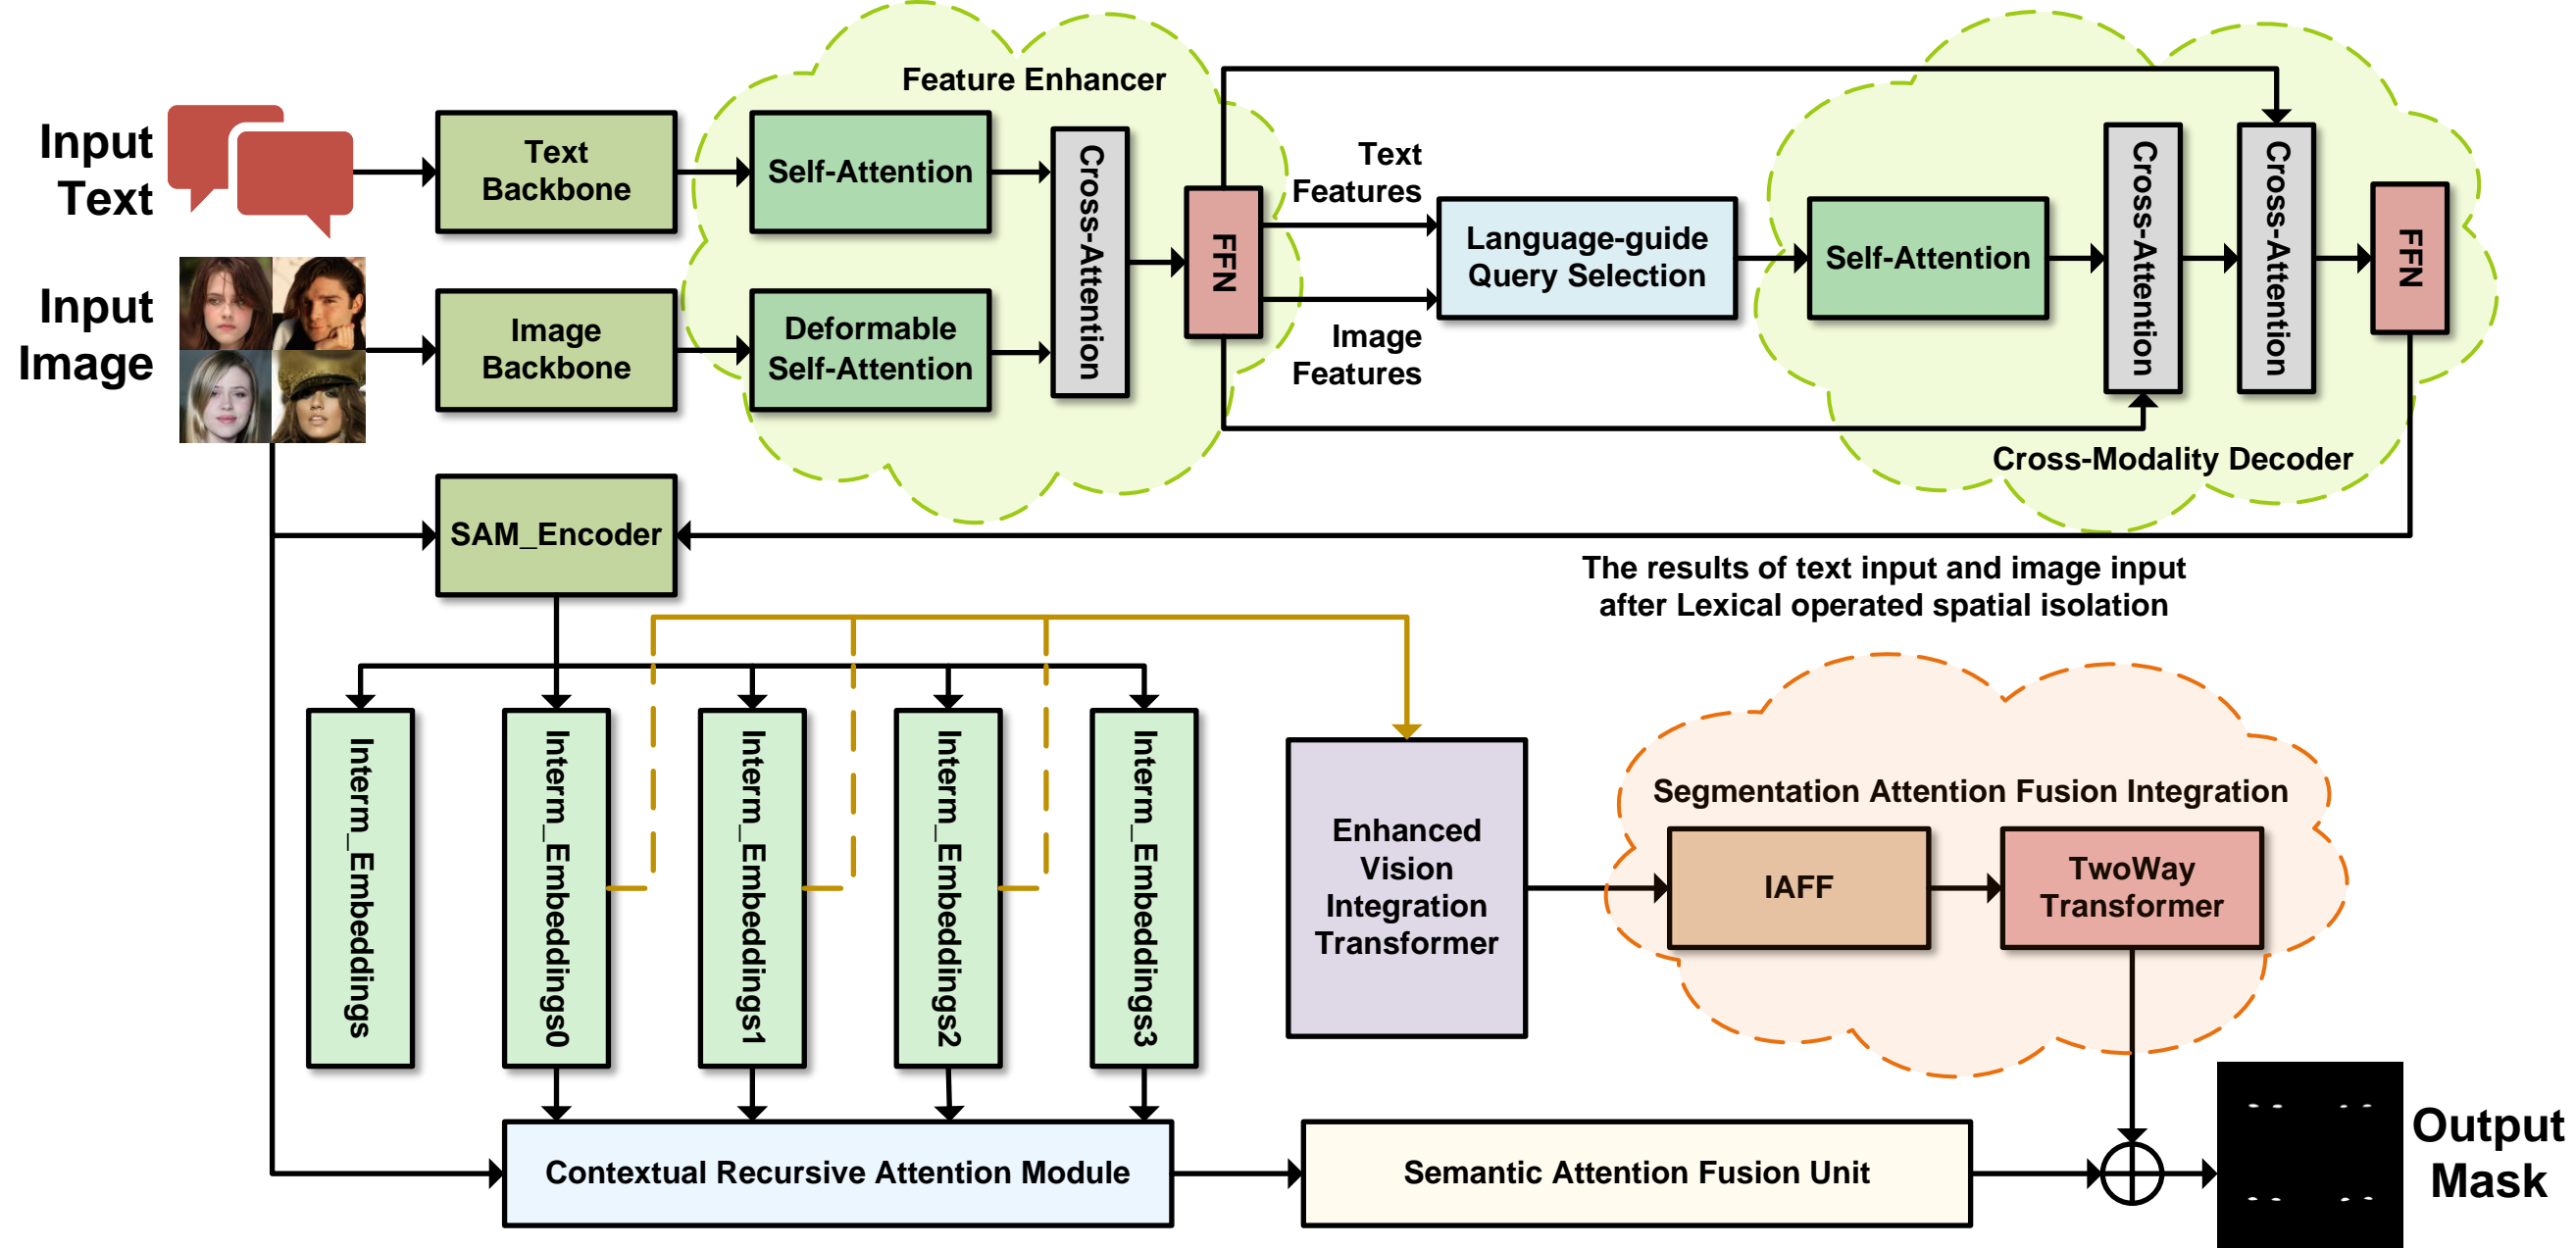 Feature Enhancer
Input
Text
Text
Backbone
Self-Attention
Cross-Attention
FFN
Text
Features
Language-guide
Query Selection
Self-Attention
Cross-Attention
Cross-Attention
FFN
Input
Image
Image
Backbone
Deformable
Self-Attention
Image
Features
Cross-Modality Decoder
SAM_Encoder
The results of text input and image input
after Lexical operated spatial isolation
Interm_Embeddings
Interm_Embeddings0
Interm_Embeddings1
Interm_Embeddings2
Interm_Embeddings3
Enhanced
Vision
Integration
Transformer
Segmentation Attention Fusion Integration
IAFF
TwoWay
Transformer
Contextual Recursive Attention Module
Semantic Attention Fusion Unit
Output
Mask